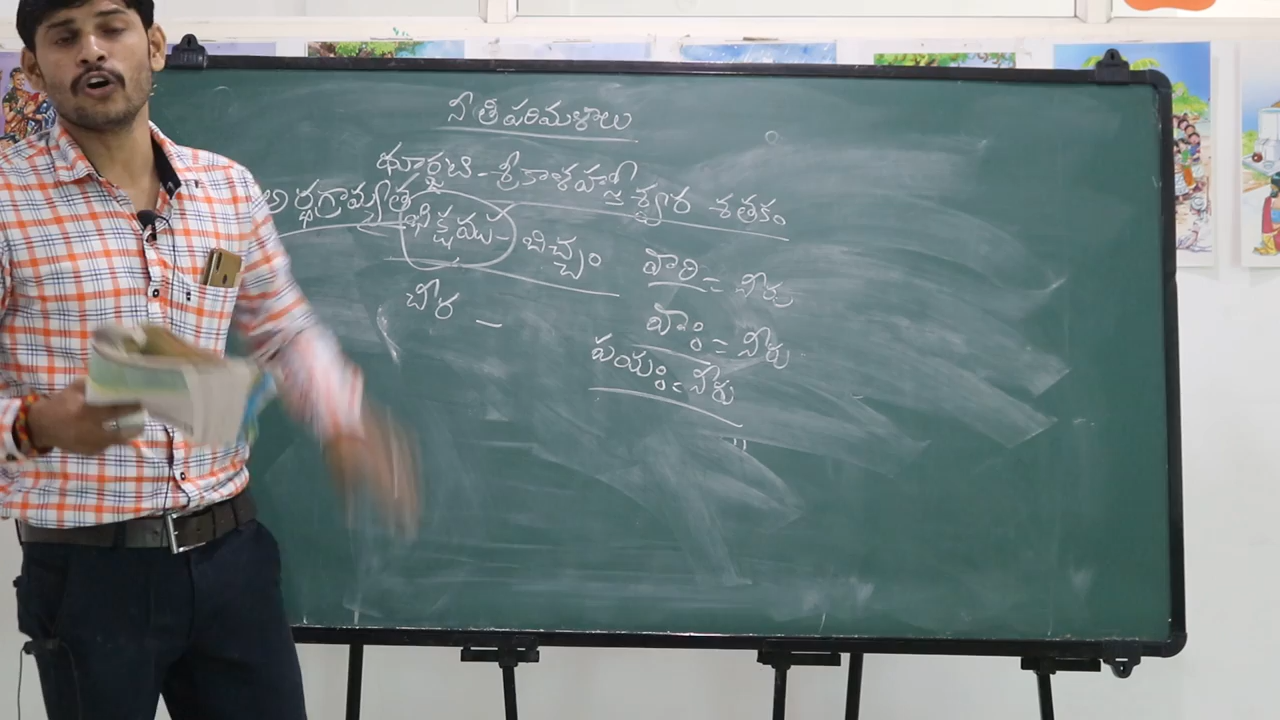 నీతి పరిమళాలు
ధూర్జటి - శ్రీకాళహస్తీశ్వర శతకం
అర్థగ్రామ్యత
భిక్షము - బిచ్చం
వారి = నీరు
చీర -
వాః = నీరు
పయః = నీరు
"